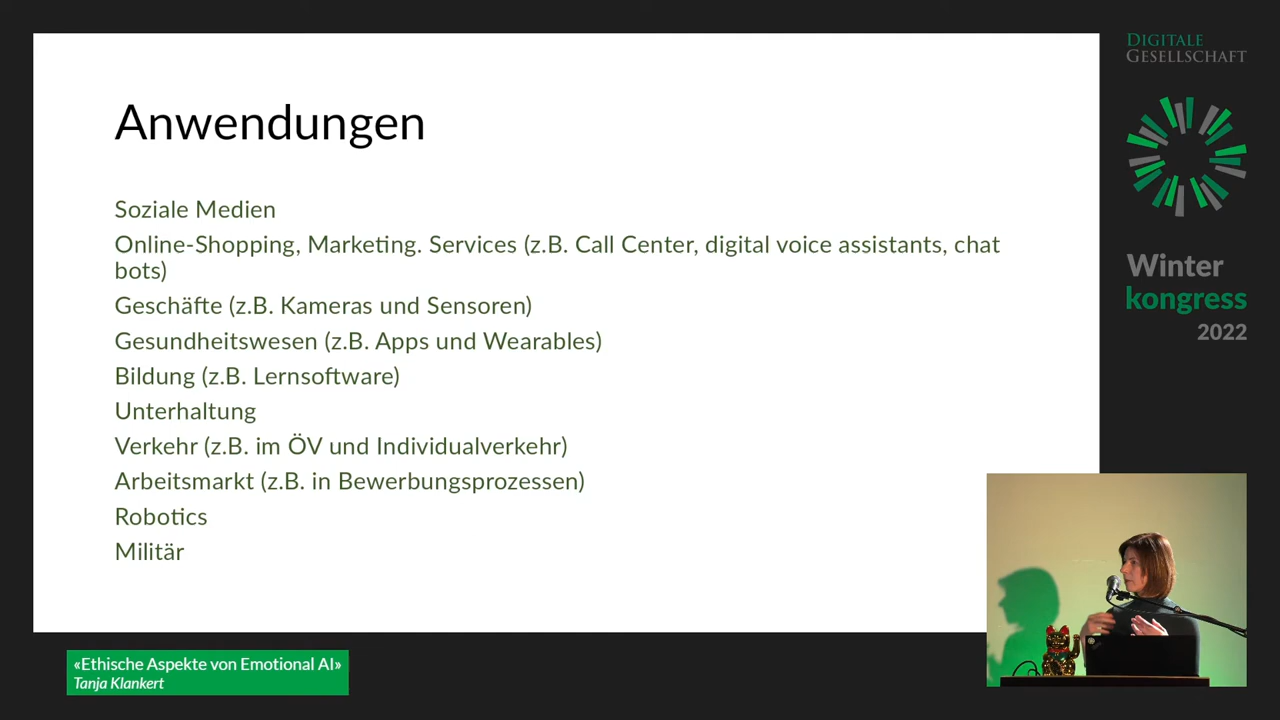 Anwendungen
Soziale Medien
Online-Shopping, Marketing. Services (z.B. Call Center, digital voice assistants, chat
bots)
Geschäfte (z.B. Kameras und Sensoren)
Gesundheitswesen (z.B. Apps und Wearables)
Bildung (z.B. Lernsoftware)
Unterhaltung
Verkehr (z.B. im ÖV und Individualverkehr)
Arbeitsmarkt (z.B. in Bewerbungsprozessen)
Robotics
Militär
DIGITALE
GESELLSCHAFT
Winter
kongress
2022
«Ethische Aspekte von Emotional AI»
Tanja Klankert